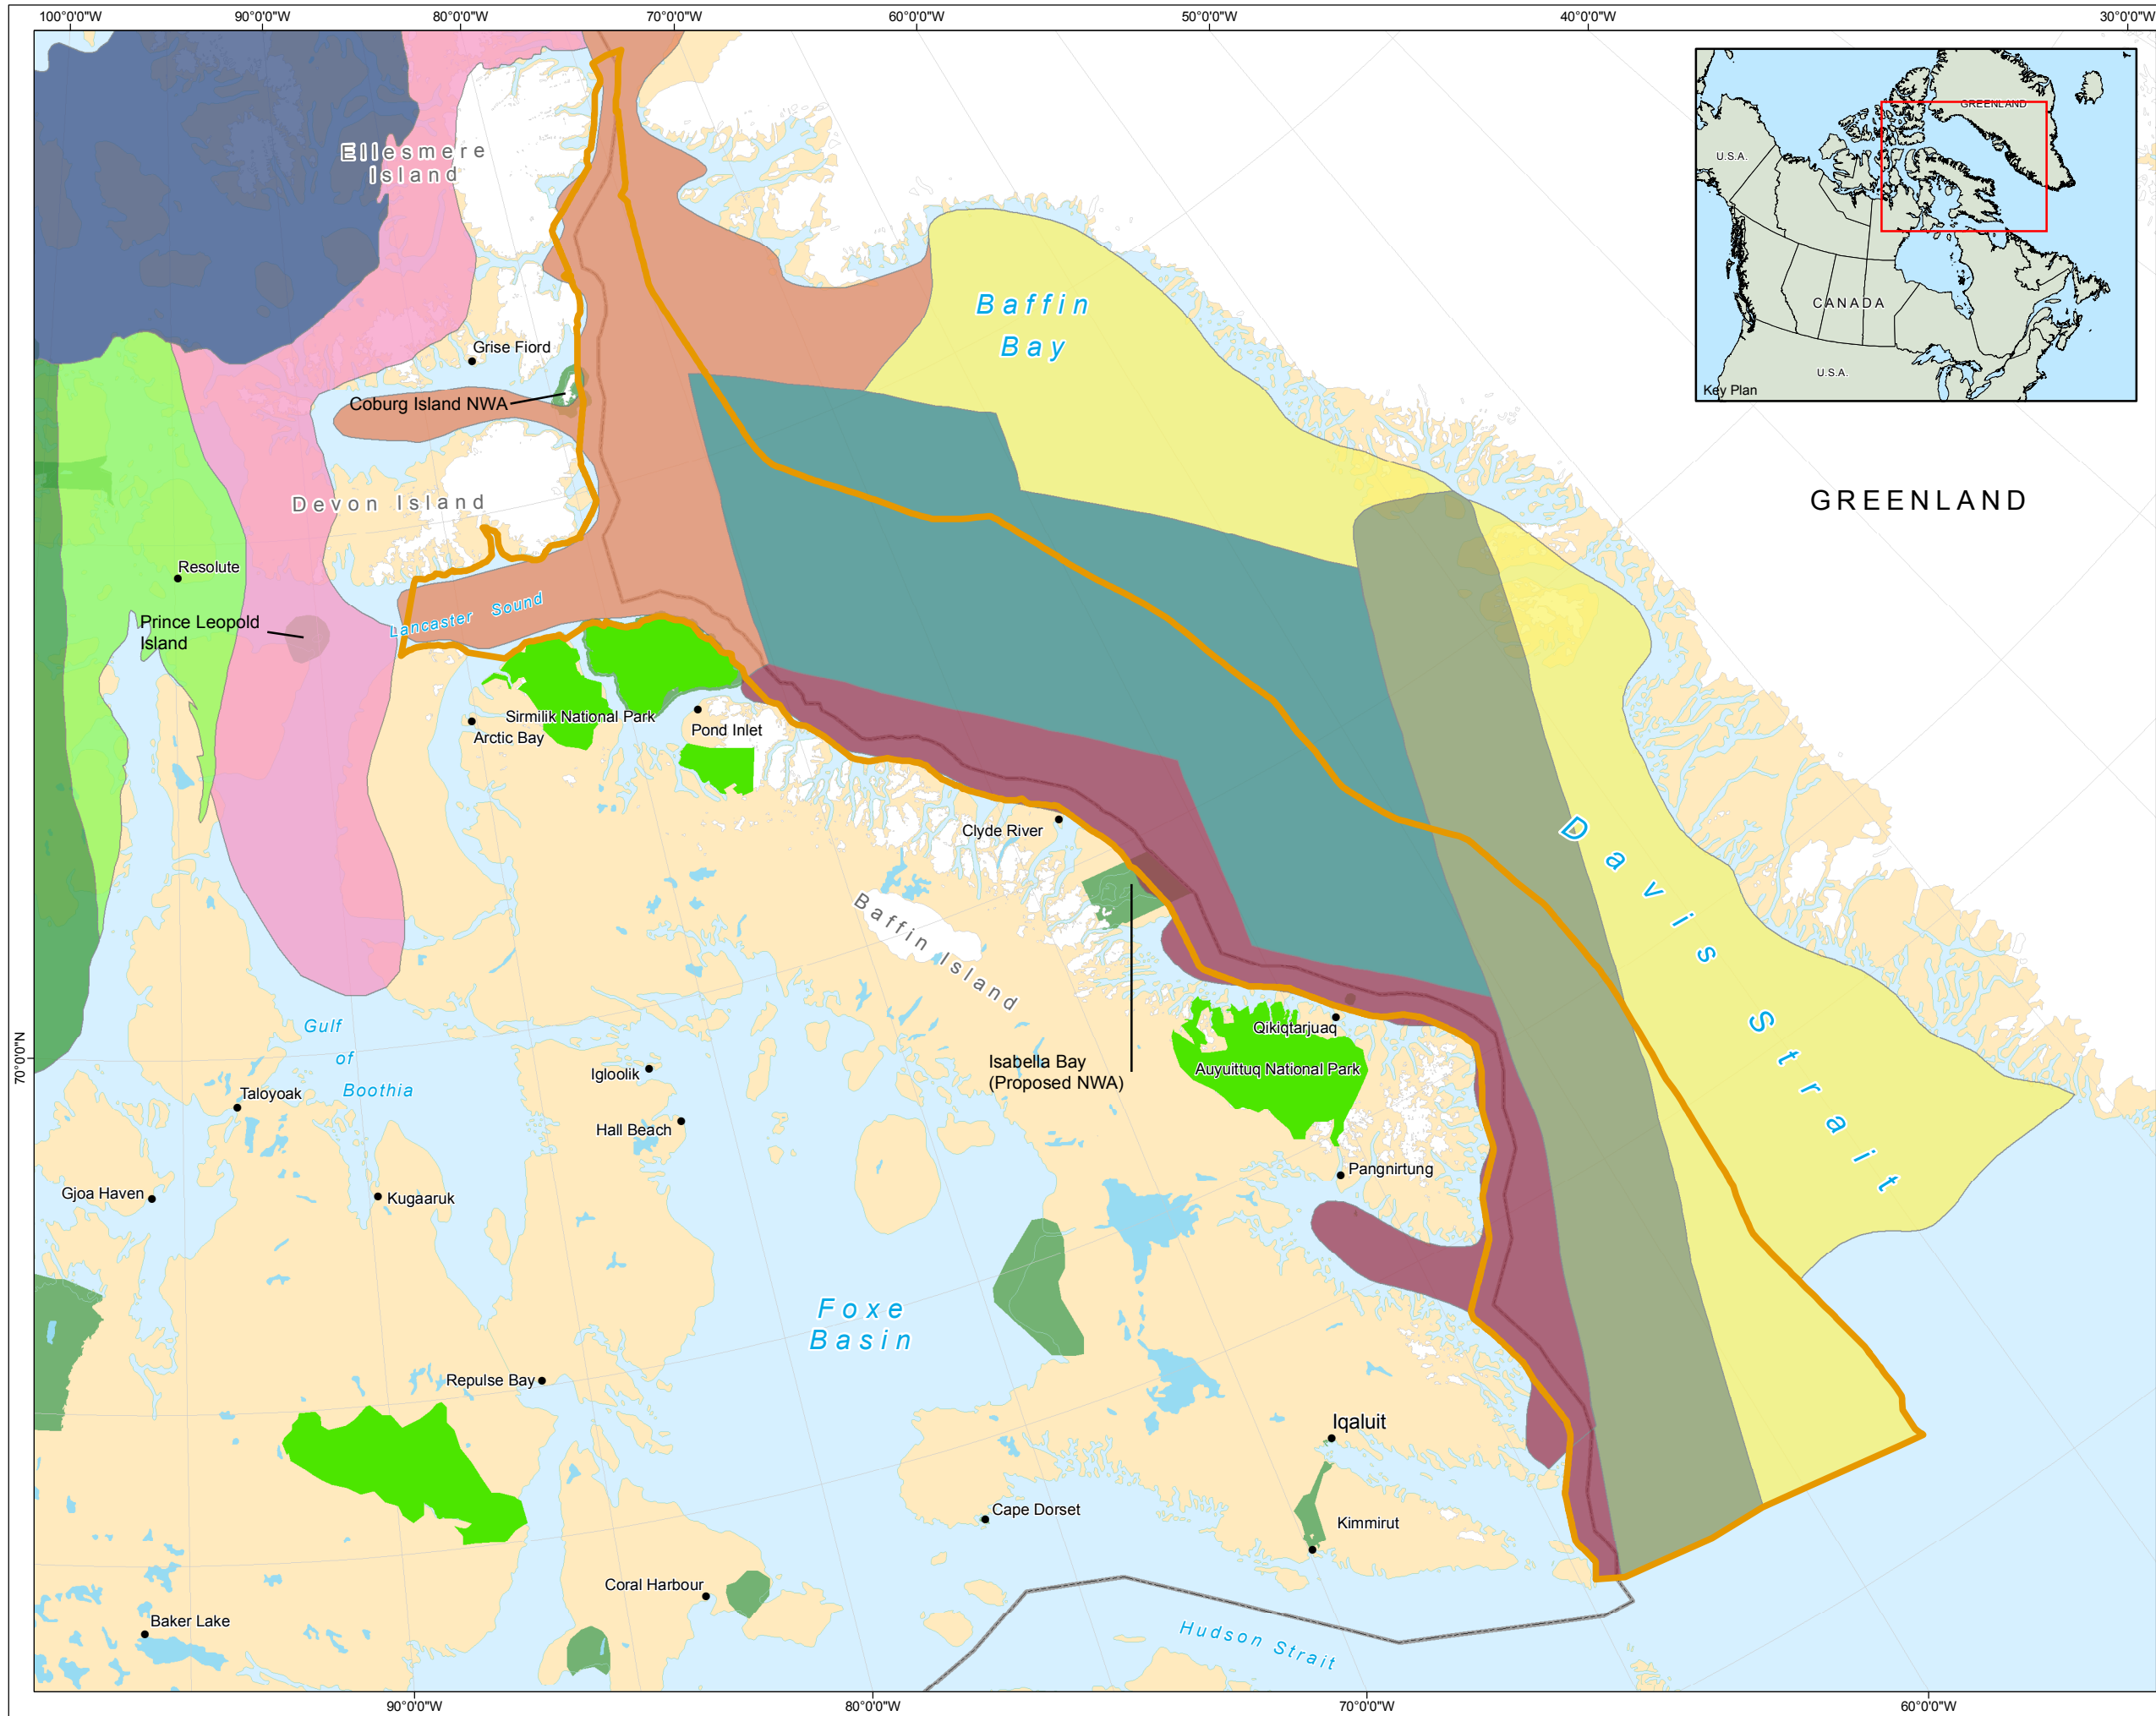 100°0'0"W
90°0'0"W
80°0'0"W
70°0'0"W
60°0'0"W
50°0'0"W
40°0'0"W
30°0'0"W
GREENLAND
U.S.A.
CANADA
U.S.A.
Key Plan
Ellesmere
Island
Baffin
Bay
Grise Fiord
Coburg Island NWA
Devon Island
GREENLAND
Resolute
Lancaster Sound
Prince Leopold
Island
Sirmilik National Park
Arctic Bay
Pond Inlet
Clyde River
Davis Strait
Baffin Island
Gulf
of
Boothia
70°0'0"N
Isabella Bay
(Proposed NWA)
Qikiqtarjuaq
Auyuittuq National Park
Igloolik
Taloyoak
Hall Beach
Pangnirtung
Gjoa Haven
Kugaaruk
Foxe
Basin
Repulse Bay
Iqaluit
Cape Dorset
Kimmirut
Coral Harbour
Baker Lake
Hudson Strait
90°0'0"W
80°0'0"W
70°0'0"W
60°0'0"W